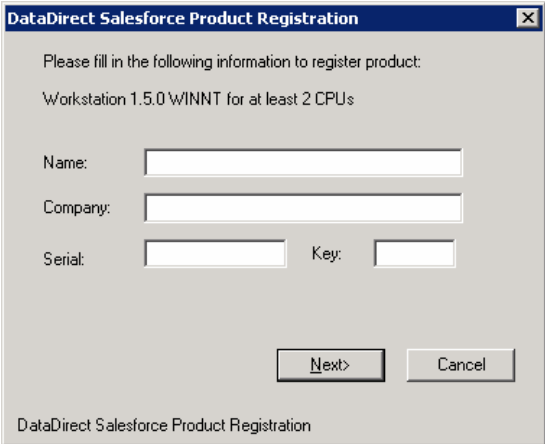 DataDirect Salesforce Product Registration
Please fill in the following information to register product:
Workstation 1.5.0 WINNT for at least 2 CPUs
Name:
Company:
Serial: Key:
Next> Cancel
DataDirect Salesforce Product Registration